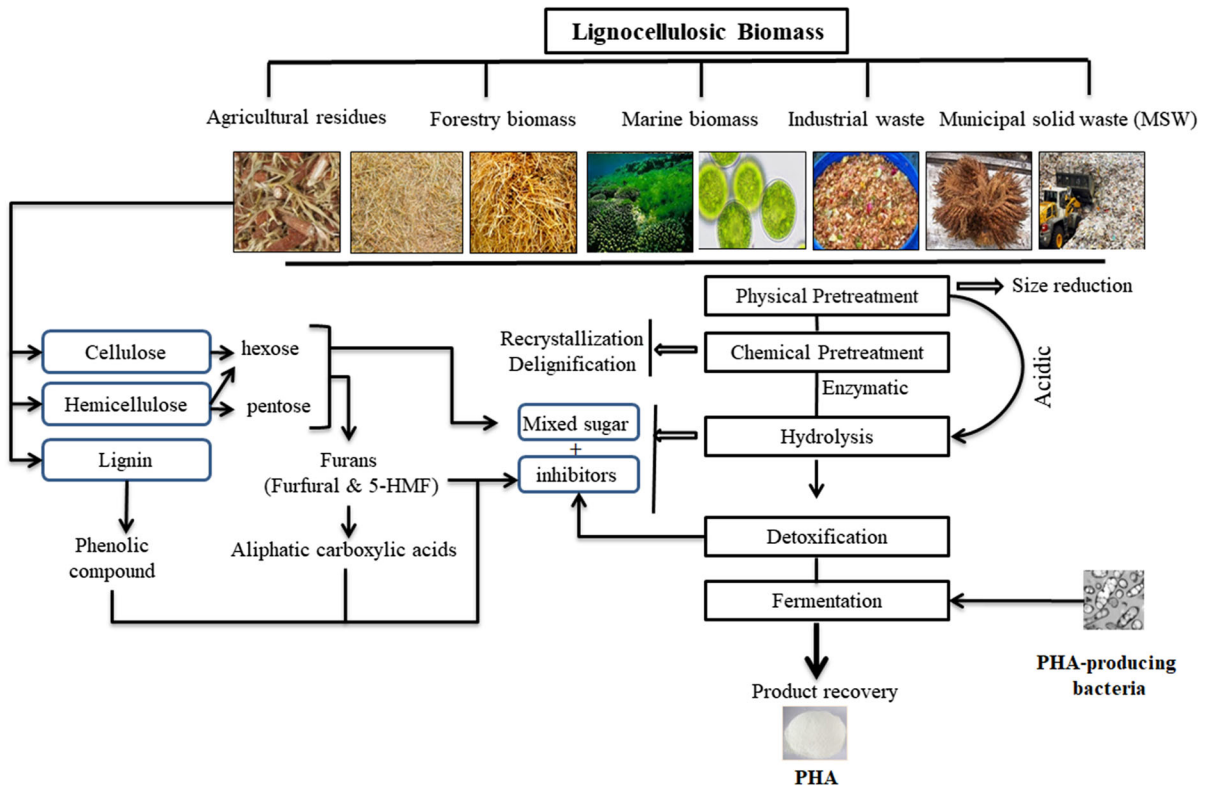 Lignocellulosic Biomass
Agricultural residues
Forestry biomass
Marine biomass
Industrial waste
Municipal solid waste (MSW)
Physical Pretreatment
Size reduction
Recrystallization
Delignification
Chemical Pretreatment
Enzymatic
Acidic
Cellulose
hexose
Hemicellulose
pentose
Mixed sugar
+
inhibitors
Hydrolysis
Lignin
Furans
(Furfural & 5-HMF)
Detoxification
Phenolic
compound
Aliphatic carboxylic acids
Fermentation
PHA-producing
bacteria
Product recovery
PHA